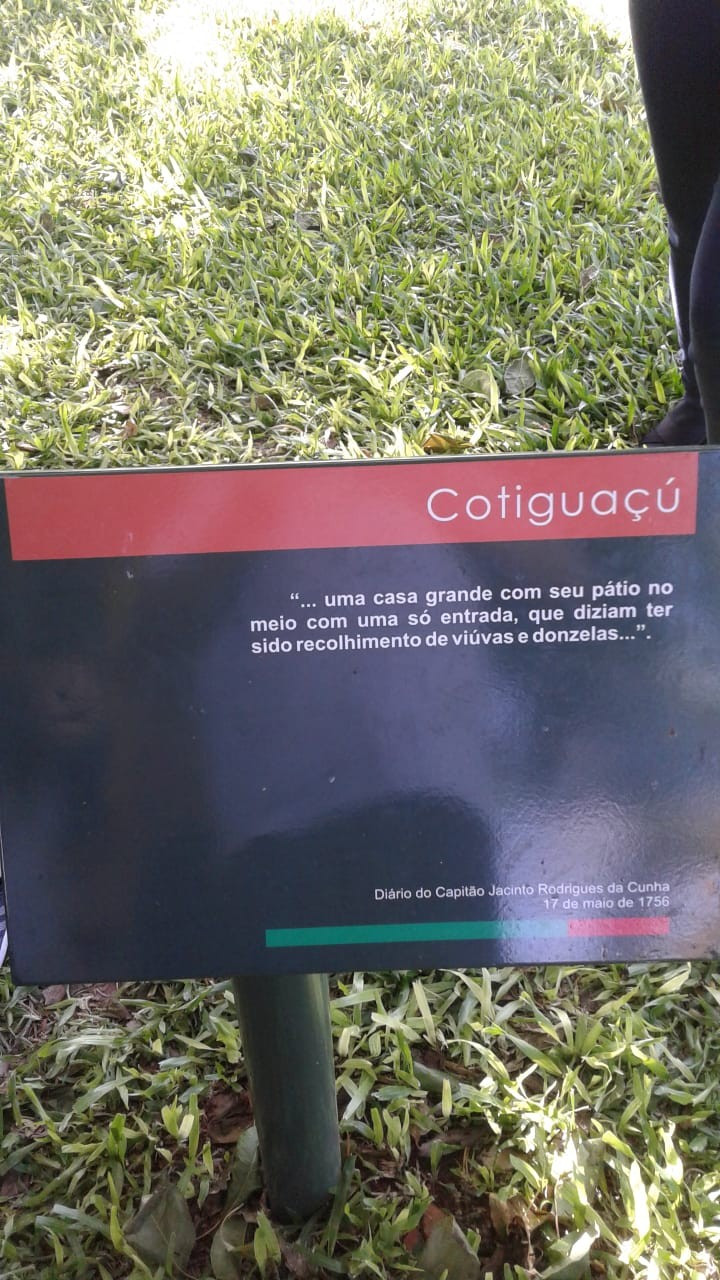 Cotiguaçú
“... uma casa grande com seu pátio no
meio com uma só entrada, que diziam ter
sido recolhimento de viúvas e donzelas...”.
Diário do Capitão Jacinto Rodrigues da Cunha
17 de maio de 1756